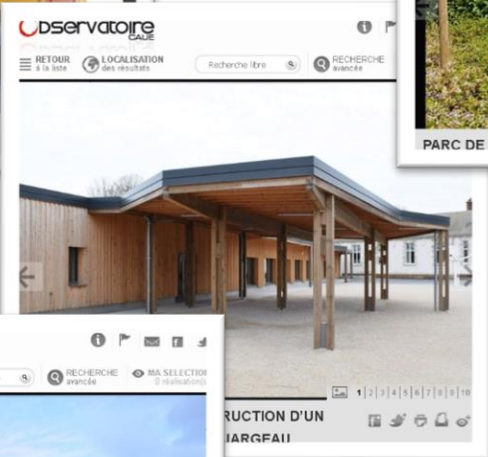 Observatoire
CAUE
RETOUR
à la liste
LOCALISATION
des résultats
Recherche libre
RECHERCHE
avancée
PARC DE
RECHERCHE
avancée
MA SELECTION
0 réalisation(s
1|2|3|4|5|6|7|8|9|10
RUCTION D'UN
JARGEAU